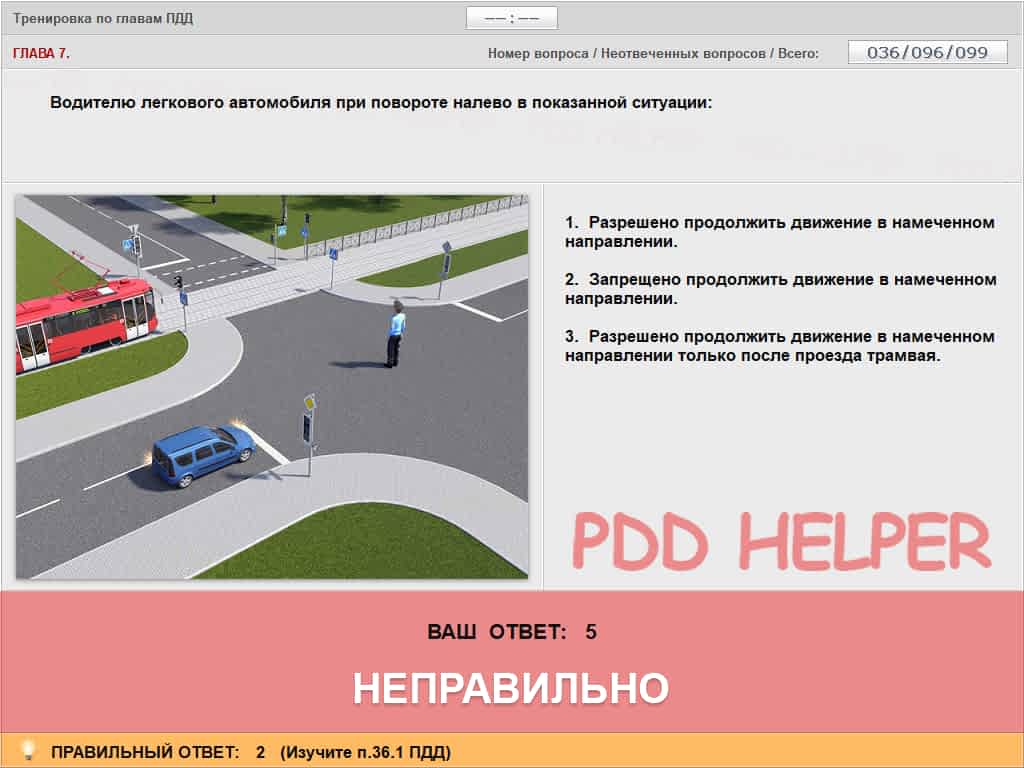 Тренировка по главам ПДД
—— : ——
ГЛАВА 7.
Номер вопроса / Неотвеченных вопросов / Всего:
036/096/099
Водителю легкового автомобиля при повороте налево в показанной ситуации:
1. Разрешено продолжить движение в намеченном
направлении.
2. Запрещено продолжить движение в намеченном
направлении.
3. Разрешено продолжить движение в намеченном
направлении только после проезда трамвая.
PDD HELPER
ВАШ ОТВЕТ: 5
НЕПРАВИЛЬНО
ПРАВИЛЬНЫЙ ОТВЕТ: 2 (Изучите п.36.1 ПДД)